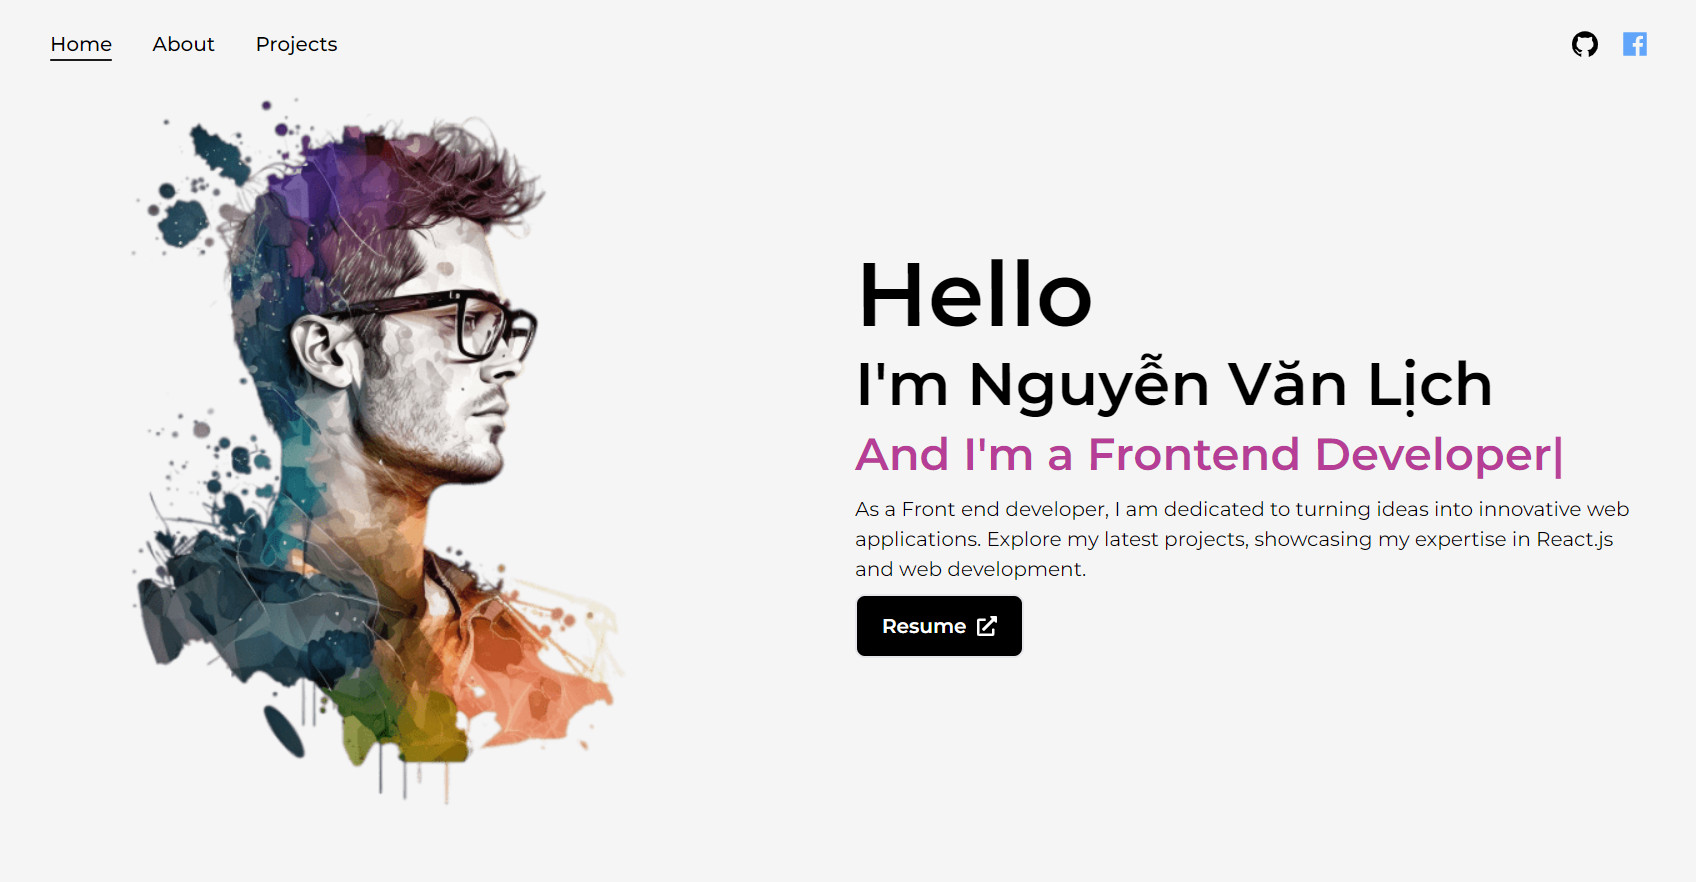 Home About Projects
Hello
I'm Nguyễn Văn Lịch
And I'm a Frontend Developer|
As a Front end developer, I am dedicated to turning ideas into innovative web
applications. Explore my latest projects, showcasing my expertise in React.js
and web development.
Resume